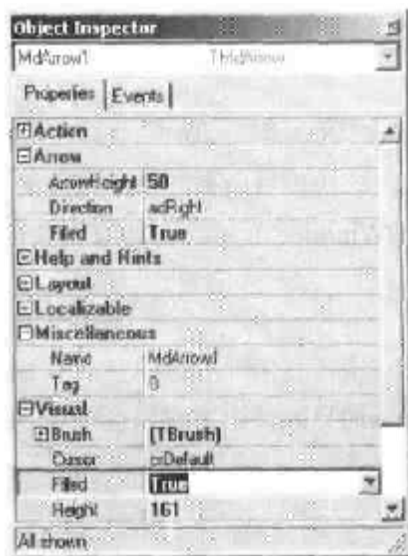 Object Inspector
MdArrow1 TMdArrow
Properties Events
Action
Arrow
ArrowHeight 50
Direction adRight
Filled True
Help and Hints
Layout
Localizable
Miscellaneous
Name MdArrow1
Tag 0
Visual
Brush (TBrush)
Cursor crDefault
Filled True
Height 161
All shown